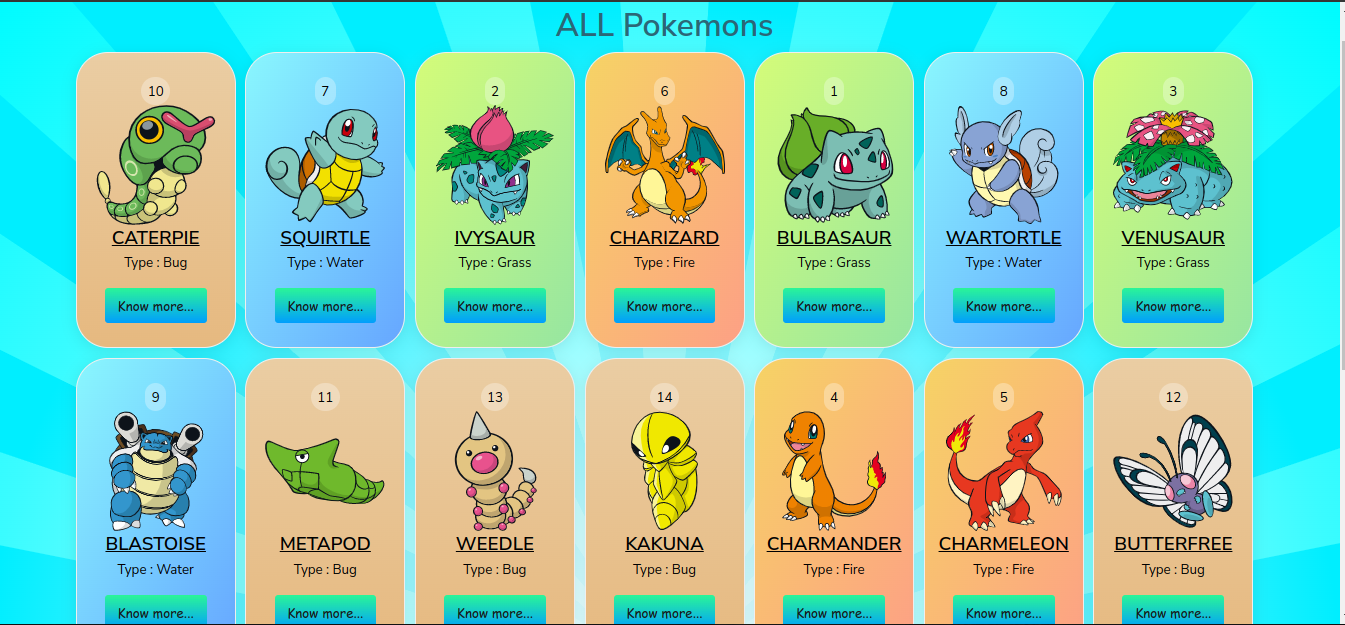 ALL Pokemons
10
CATERPIE
Type : Bug
Know more...
7
SQUIRTLE
Type : Water
Know more...
2
IVYSAUR
Type : Grass
Know more...
6
CHARIZARD
Type : Fire
Know more...
1
BULBASAUR
Type : Grass
Know more...
8
WARTORTLE
Type : Water
Know more...
3
VENUSAUR
Type : Grass
Know more...
9
BLASTOISE
Type : Water
Know more...
11
METAPOD
Type : Bug
Know more...
13
WEEDLE
Type : Bug
Know more...
14
KAKUNA
Type : Bug
Know more...
4
CHARMANDER
Type : Fire
Know more...
5
CHARMELEON
Type : Fire
Know more...
12
BUTTERFREE
Type : Bug
Know more...